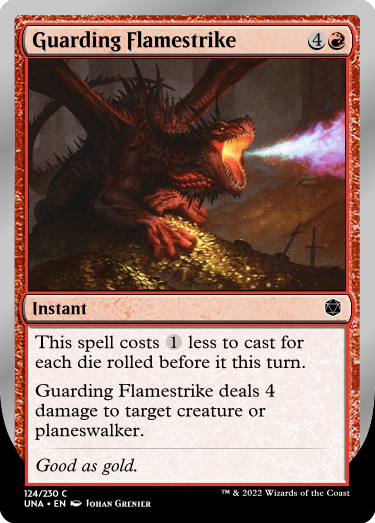 Guarding Flamestrike 4
Instant
This spell costs 1 less to cast for
each die rolled before it this turn.
Guarding Flamestrike deals 4
damage to target creature or
planeswalker.
Good as gold.
124/230 C
™ & 2022 Wizards of the Coast
UNA • EN Johan Grenier